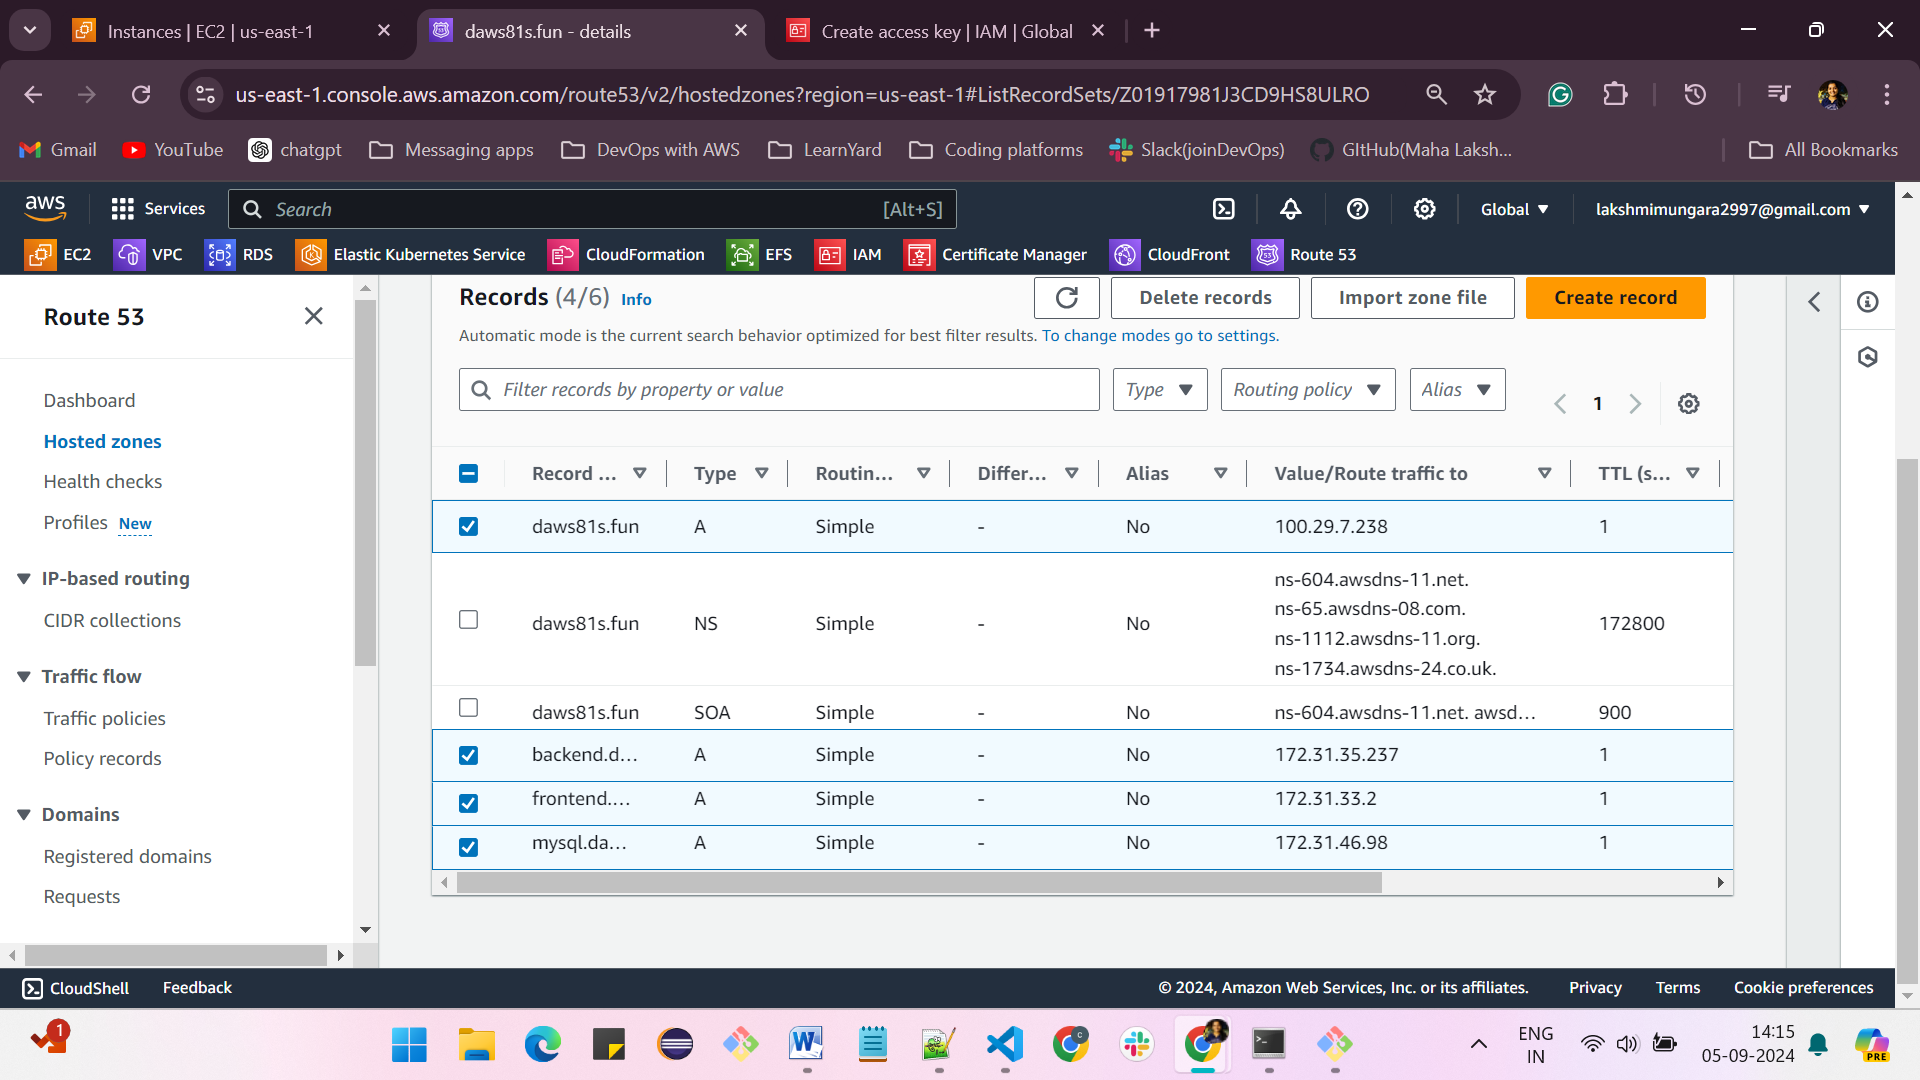 Instances | EC2 | us-east-1
daws81s.fun - details
Create access key | IAM | Global
us-east-1.console.aws.amazon.com/route53/v2/hostedzones?region=us-east-1#ListRecordSets/Z01917981J3CD9HS8ULRO
Gmail
YouTube
chatgpt
Messaging apps
DevOps with AWS
LearnYard
Coding platforms
Slack(joinDevOps)
GItHub(Maha Laksh...
All Bookmarks
aws
Services
Search
[Alt+S]
Global
lakshmimungara2997@gmail.com
EC2
VPC
RDS
Elastic Kubernetes Service
CloudFormation
EFS
IAM
Certificate Manager
CloudFront
Route 53
Route 53
Dashboard
Hosted zones
Health checks
Profiles New
IP-based routing
CIDR collections
Traffic flow
Traffic policies
Policy records
Domains
Registered domains
Requests
Records (4/6) Info
Delete records
Import zone file
Create record
Automatic mode is the current search behavior optimized for best filter results. To change modes go to settings.
Filter records by property or value
Type
Routing policy
Alias
1
Record ... Type Routin... Differ... Alias Value/Route traffic to TTL (s...
daws81s.fun A Simple - No 100.29.7.238 1
daws81s.fun NS Simple - No ns-604.awsdns-11.net.
ns-65.awsdns-08.com.
ns-1112.awsdns-11.org.
ns-1734.awsdns-24.co.uk.
172800
daws81s.fun SOA Simple - No ns-604.awsdns-11.net. awsd... 900
backend.d... A Simple - No 172.31.35.237 1
frontend.... A Simple - No 172.31.33.2 1
mysql.da... A Simple - No 172.31.46.98 1
CloudShell
Feedback
© 2024, Amazon Web Services, Inc. or its affiliates.
Privacy
Terms
Cookie preferences
1
ENG
IN
14:15
05-09-2024
PRE